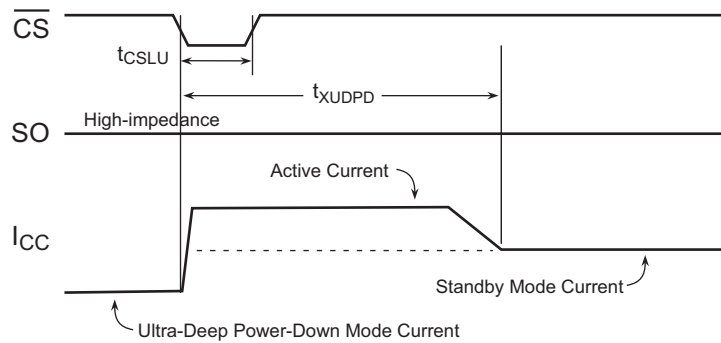 CS
tCSLU
tXUDPD
High-impedance
SO
Active Current
ICC
Standby Mode Current
Ultra-Deep Power-Down Mode Current